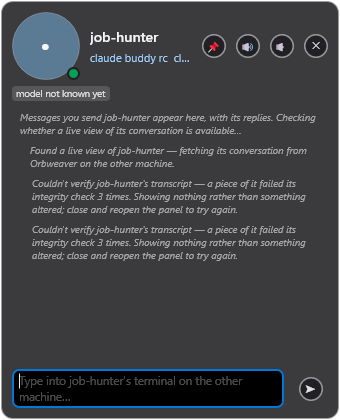 job-hunter
claude buddy rc cl...
model not known yet
Messages you send job-hunter appear here, with its replies. Checking
whether a live view of its conversation is available...
Found a live view of job-hunter — fetching its conversation from
Orbweaver on the other machine.
Couldn't verify job-hunter's transcript — a piece of it failed its
integrity check 3 times. Showing nothing rather than something
altered; close and reopen the panel to try again.
Couldn't verify job-hunter's transcript — a piece of it failed its
integrity check 3 times. Showing nothing rather than something
altered; close and reopen the panel to try again.
Type into job-hunter's terminal on the other
machine...